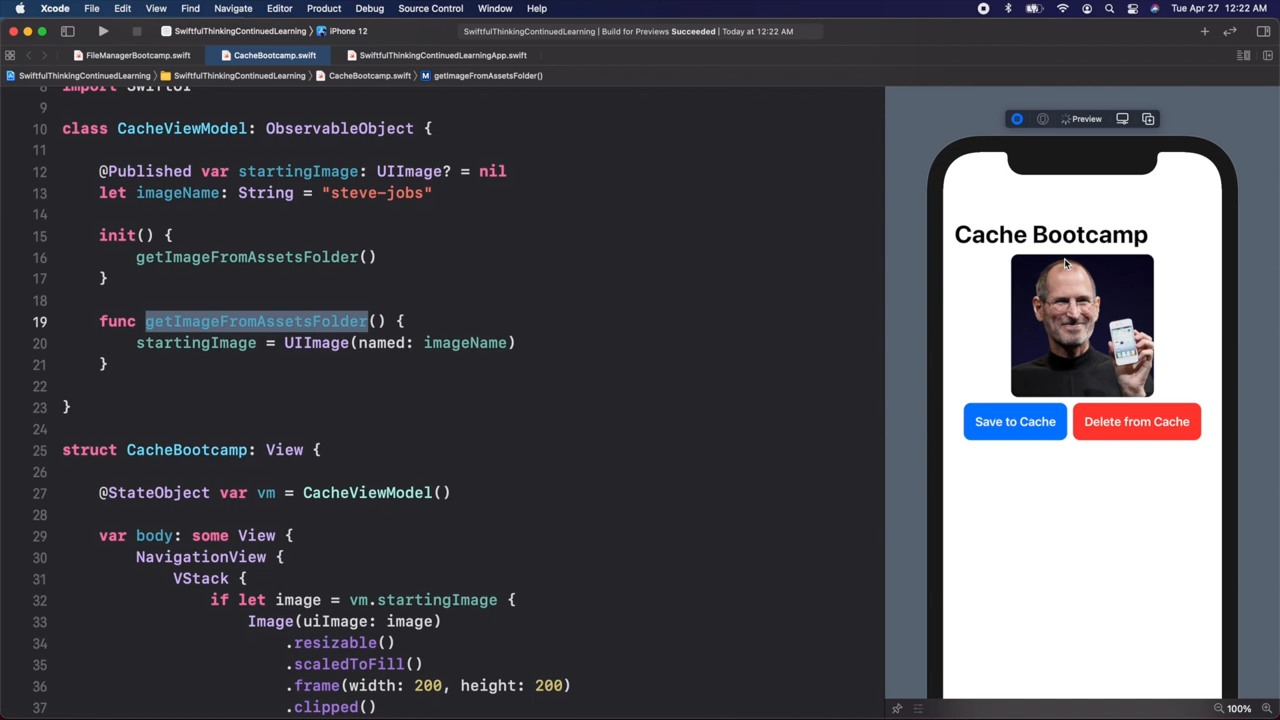 Xcode File Edit View Find Navigate Editor Product Debug Source Control Window Help Tue Apr 27 12:22 AM
SwiftfulThinkingContinuedLearning 〉 iPhone 12 SwiftfulThinkingContinuedLearning | Build for Previews Succeeded | Today at 12:22 AM
FileManagerBootcamp.swift CacheBootcamp.swift SwiftfulThinkingContinuedLearningApp.swift
SwiftfulThinkingContinuedLearning 〉 SwiftfulThinkingContinuedLearning 〉 CacheBootcamp.swift 〉 M getImageFromAssetsFolder()
8 import SwiftUI
9
10 class CacheViewModel: ObservableObject {
11
12 @Published var startingImage: UIImage? = nil
13 let imageName: String = "steve-jobs"
14
15 init() {
16 getImageFromAssetsFolder()
17 }
18
19 func getImageFromAssetsFolder() {
20 startingImage = UIImage(named: imageName)
21 }
22
23 }
24
25 struct CacheBootcamp: View {
26
27 @StateObject var vm = CacheViewModel()
28
29 var body: some View {
30 NavigationView {
31 VStack {
32 if let image = vm.startingImage {
33 Image(uiImage: image)
34 .resizable()
35 .scaledToFill()
36 .frame(width: 200, height: 200)
37 .clipped()
Preview
Cache Bootcamp
Save to Cache Delete from Cache
100%